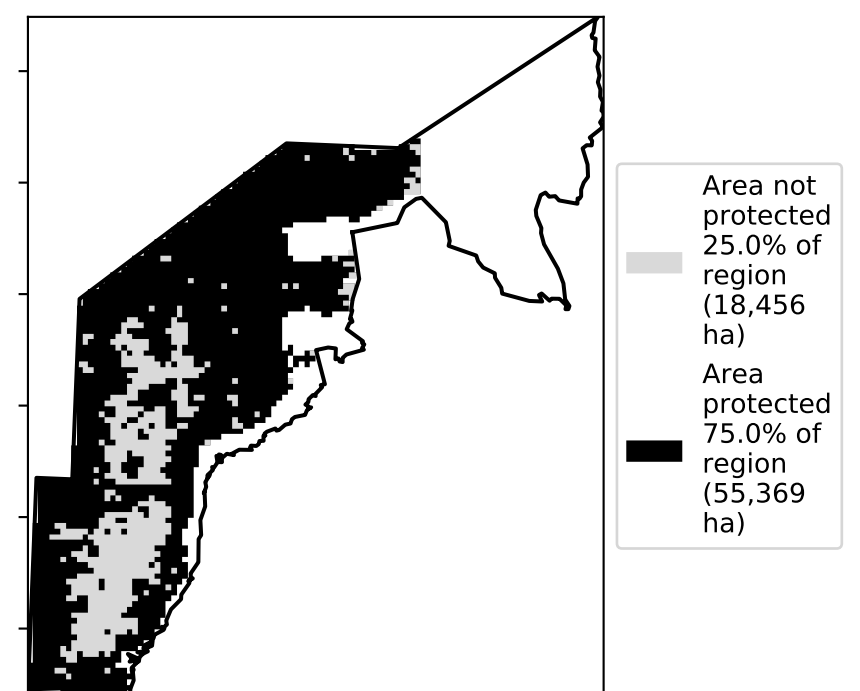 Area not
protected
25.0% of
region
(18,456
ha)
Area
protected
75.0% of
region
(55,369
ha)